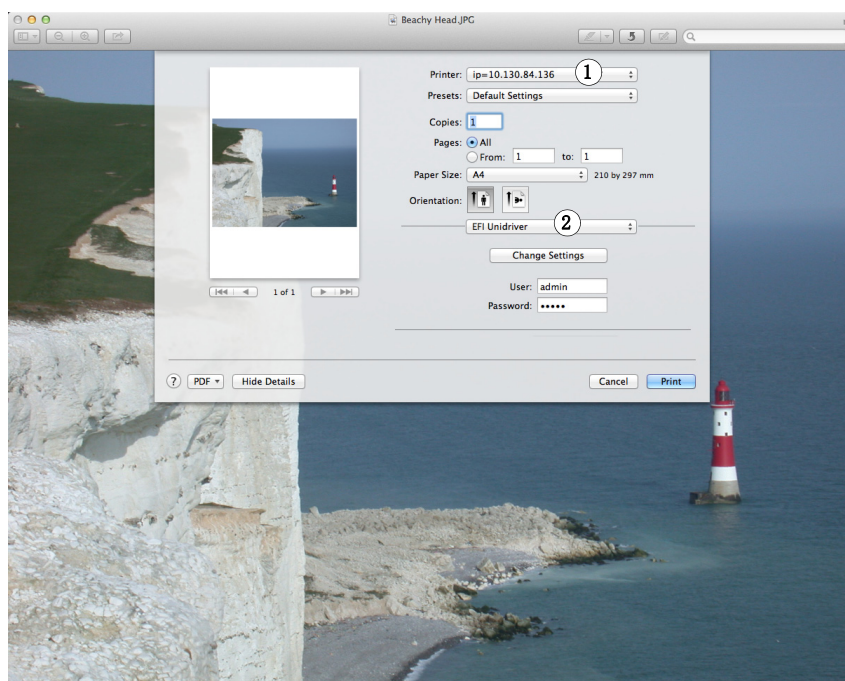 Beachy Head.JPG
Printer: ip=10.130.84.136 1
Presets: Default Settings
Copies: 1
Pages: All
From: 1 to: 1
Paper Size: A4 210 by 297 mm
Orientation:
EFI Unidriver 2
Change Settings
User: admin
1 of 1
Password: •••••
? PDF Hide Details Cancel Print